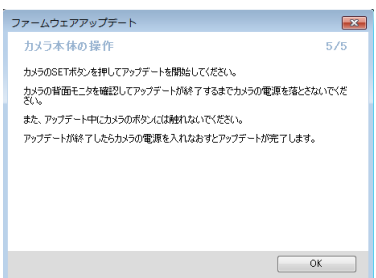 ファームウェアアップデート
カメラ本体の操作 5/5
カメラのSETボタンを押してアップデートを開始してください。
カメラの背面モニタを確認してアップデートが終了するまでカメラの電源を落とさないでくだ
さい。
また、アップデート中にカメラのボタンには触れないでください。
アップデートが終了したらカメラの電源を入れなおすとアップデートが完了します。
OK